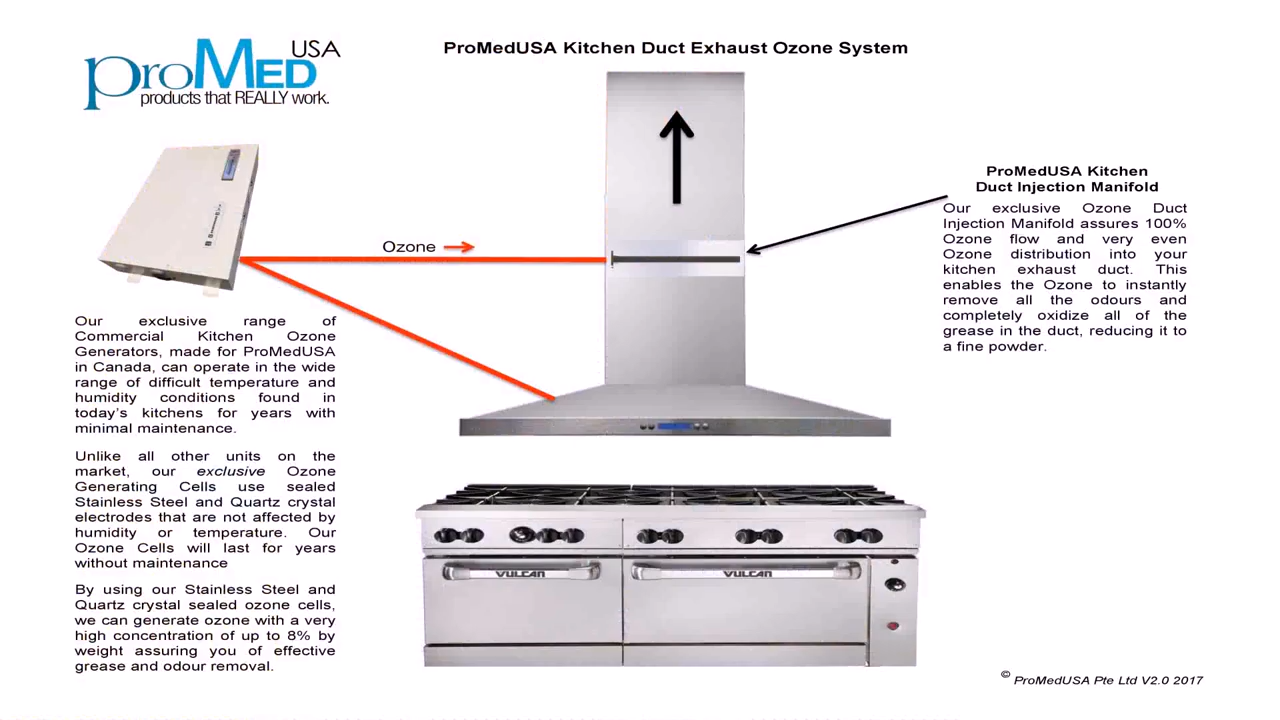 proMED USA
products that REALLY work.
ProMedUSA Kitchen Duct Exhaust Ozone System
Ozone
ProMedUSA Kitchen
Duct Injection Manifold
Our exclusive Ozone Duct
Injection Manifold assures 100%
Ozone flow and very even
Ozone distribution into your
kitchen exhaust duct. This
enables the Ozone to instantly
remove all the odours and
completely oxidize all of the
grease in the duct, reducing it to
a fine powder.
Our exclusive range of
Commercial Kitchen Ozone
Generators, made for ProMedUSA
in Canada, can operate in the wide
range of difficult temperature and
humidity conditions found in
today's kitchens for years with
minimal maintenance.
Unlike all other units on the
market, our exclusive Ozone
Generating Cells use sealed
Stainless Steel and Quartz crystal
electrodes that are not affected by
humidity or temperature. Our
Ozone Cells will last for years
without maintenance
By using our Stainless Steel and
Quartz crystal sealed ozone cells,
we can generate ozone with a very
high concentration of up to 8% by
weight assuring you of effective
grease and odour removal.
VULCAN VULCAN
© ProMedUSA Pte Ltd V2.0 2017